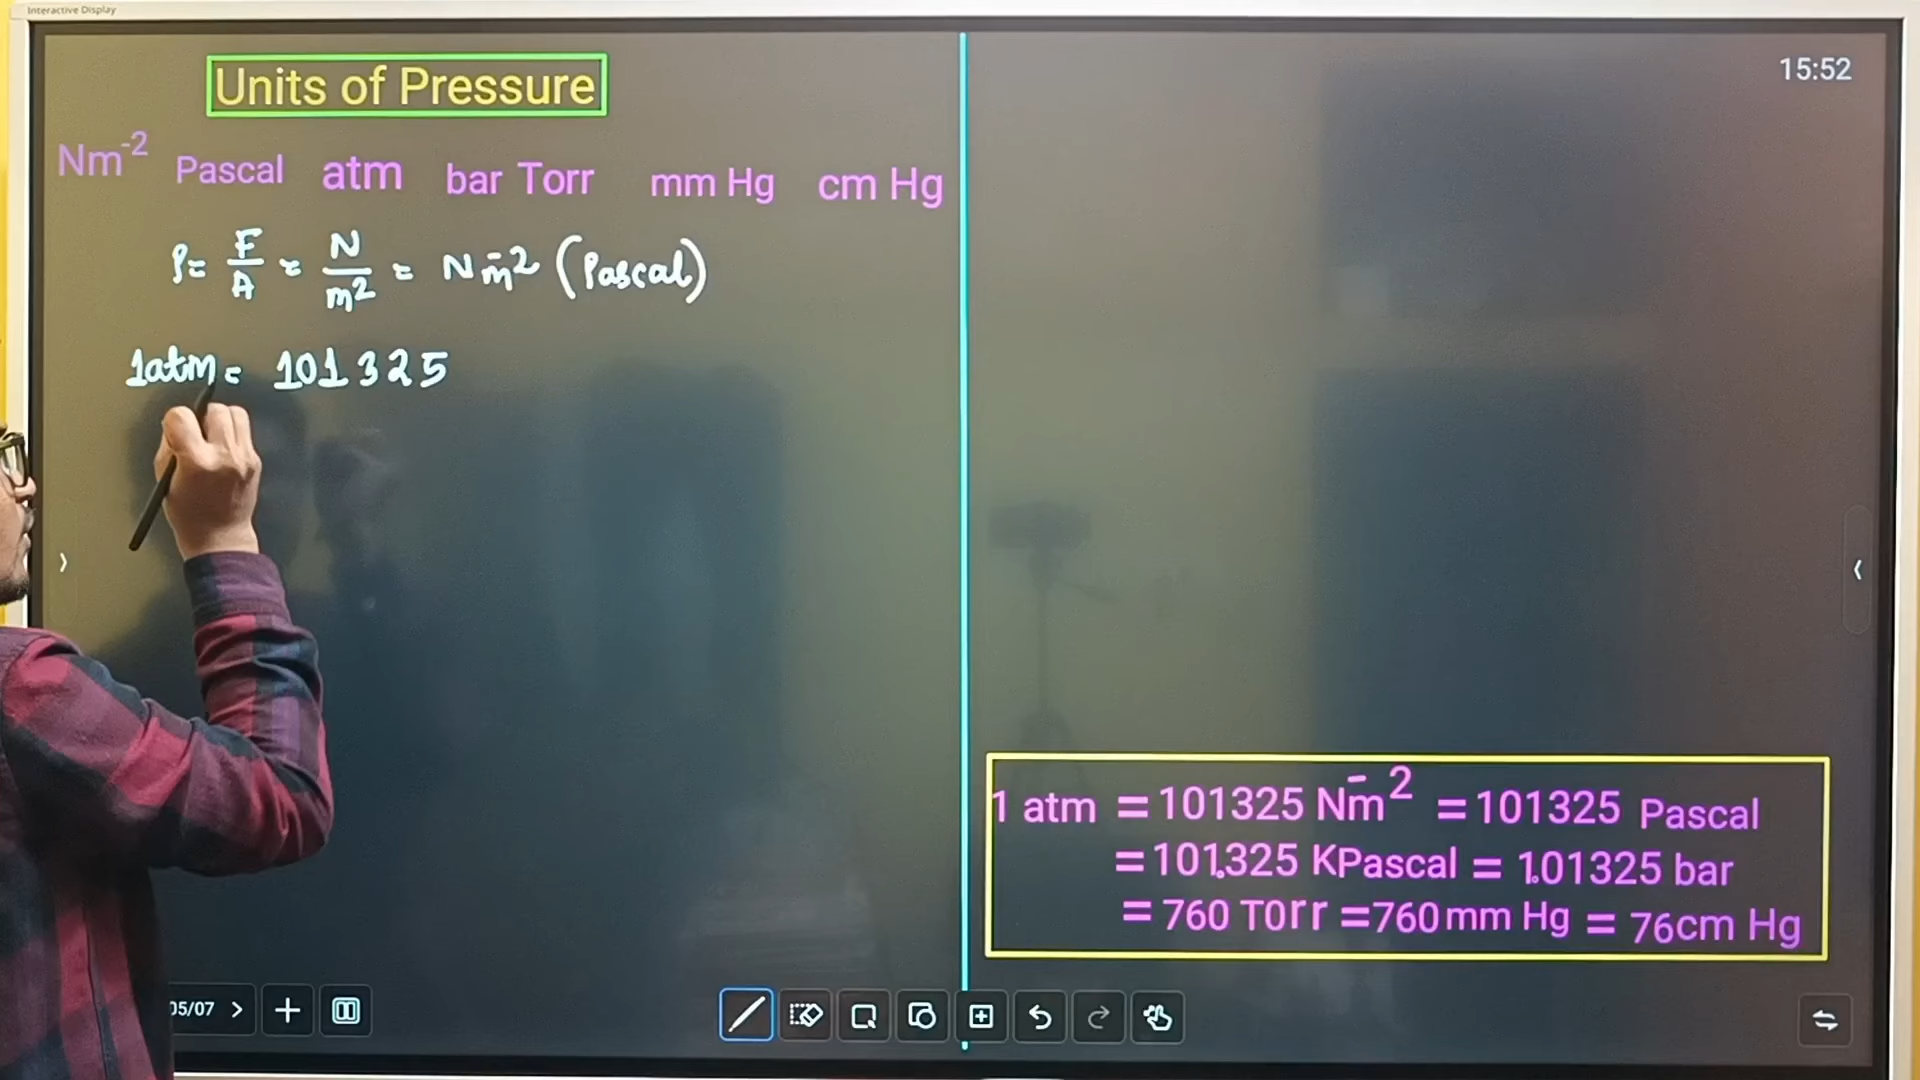 Interactive Display
Units of Pressure
15:52
Nm⁻² Pascal atm bar Torr mm Hg cm Hg
P= F/A = N/m² = Nm⁻² (Pascal)
1atm = 101325
1 atm = 101325 Nm⁻² = 101325 Pascal
= 101.325 KPascal = 1.01325 bar
= 760 Torr = 760 mm Hg = 76cm Hg
05/07